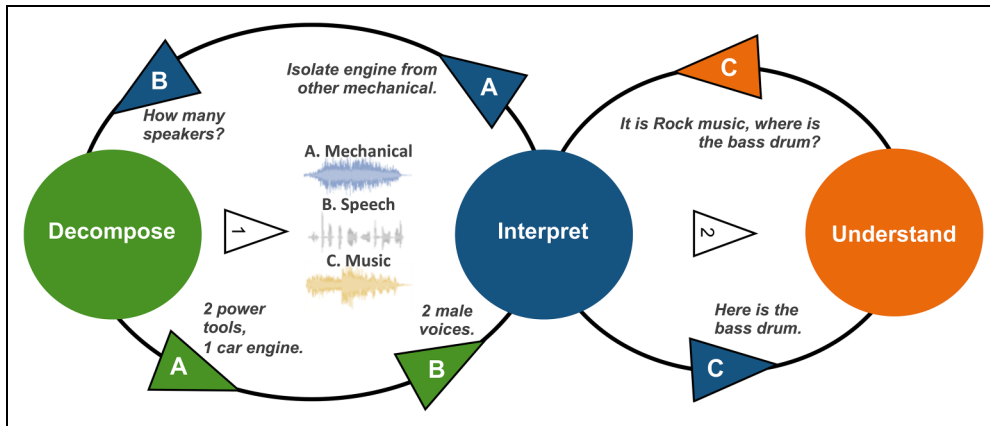 B
How many
speakers?
Isolate engine from
other mechanical.
A
C
It is Rock music, where is
the bass drum?
Decompose
1
A. Mechanical
B. Speech
C. Music
Interpret
2
Understand
2 power
tools,
1 car engine.
A
2 male
voices.
B
Here is the
bass drum.
C